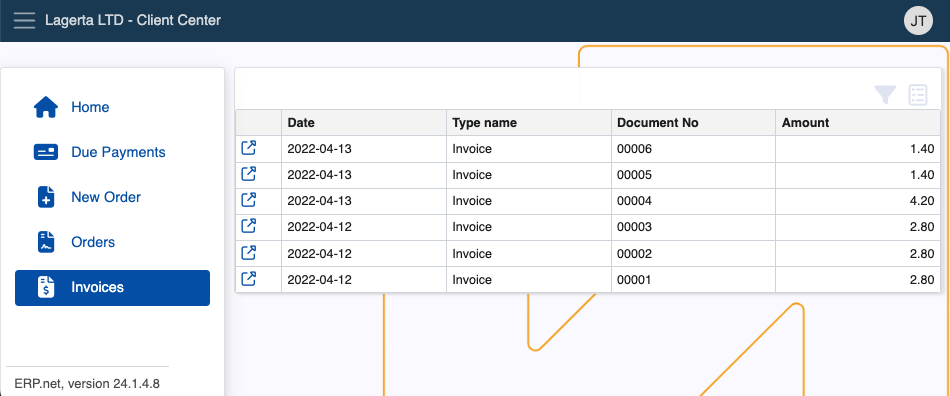 Lagerta LTD - Client Center
JT
Home
Due Payments
New Order
Orders
Invoices
ERP.net, version 24.1.4.8
Date Type name Document No Amount
2022-04-13 Invoice 00006 1.40
2022-04-13 Invoice 00005 1.40
2022-04-13 Invoice 00004 4.20
2022-04-12 Invoice 00003 2.80
2022-04-12 Invoice 00002 2.80
2022-04-12 Invoice 00001 2.80